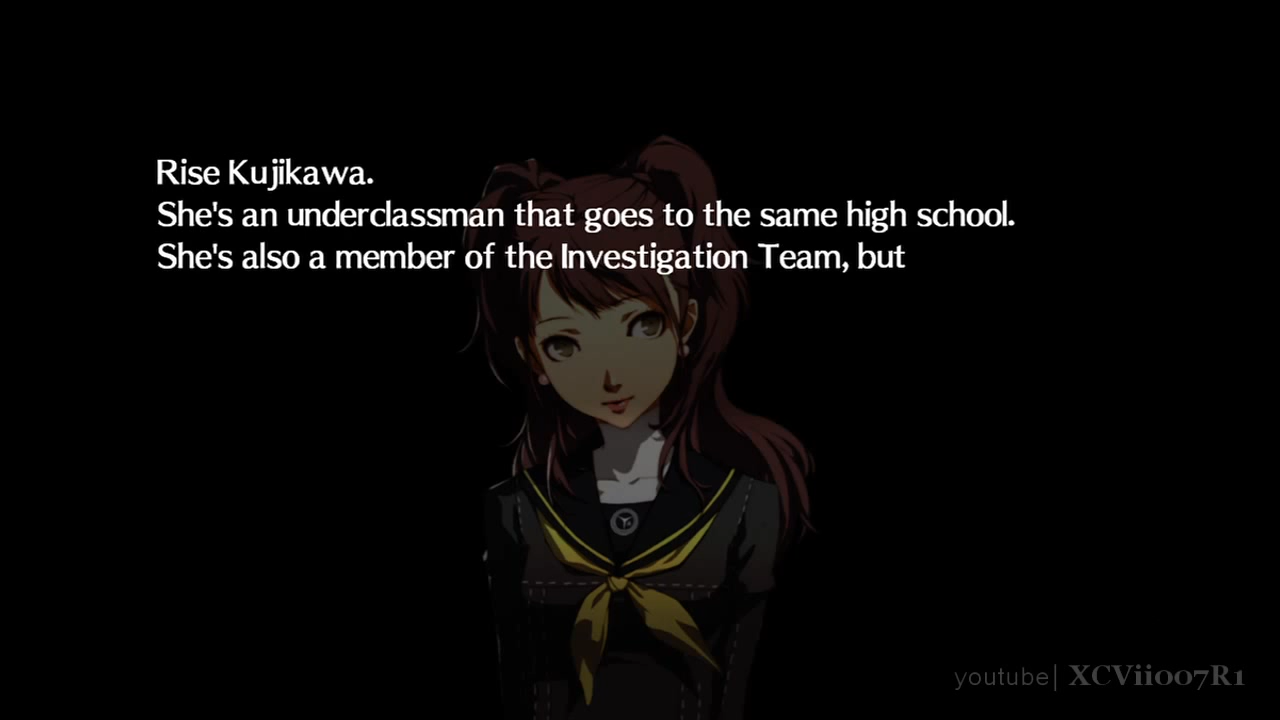 Rise Kujikawa.
She's an underclassman that goes to the same high school.
She's also a member of the Investigation Team, but
youtube| XCVii007R1